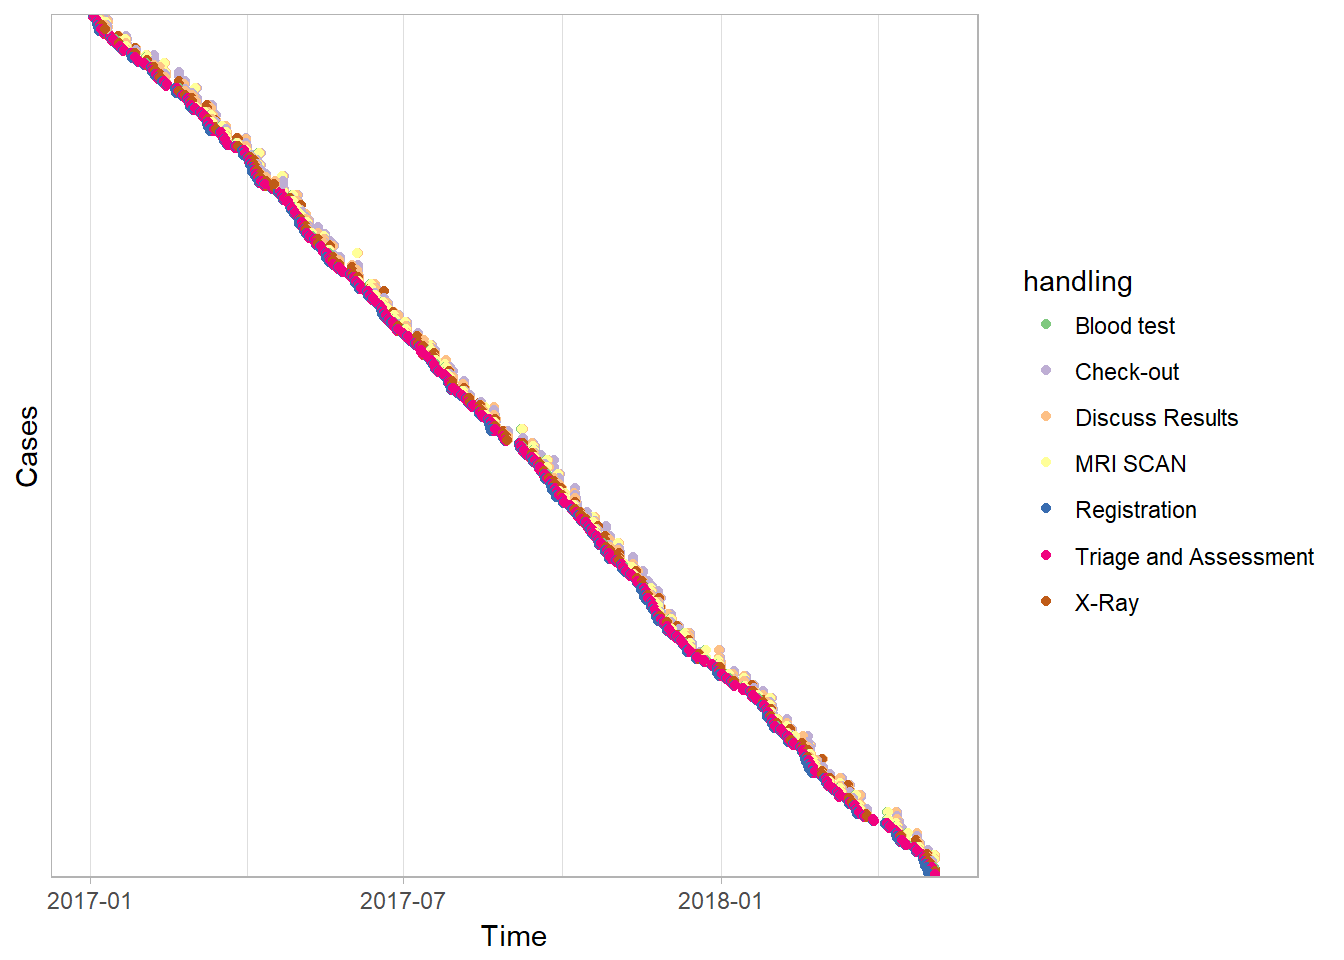 handling
Blood test
Check-out
Discuss Results
MRI SCAN
Registration
Triage and Assessment
X-Ray
Cases
2017-01
2017-07
2018-01
Time